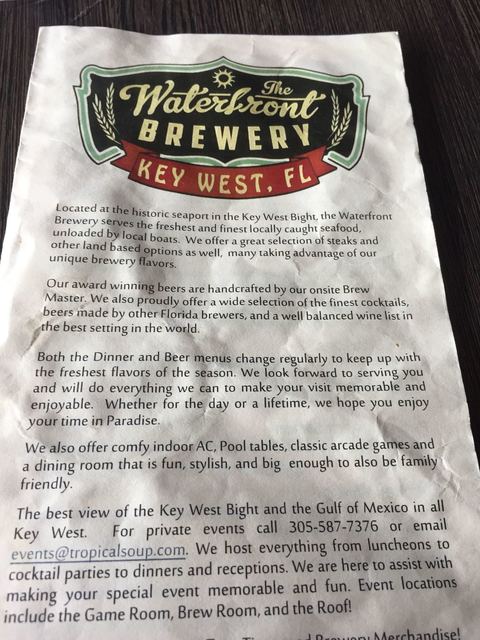 The
Waterfront
BREWERY
KEY WEST, FL
Located at the historic seaport in the Key West Bight, the Waterfront
Brewery serves the freshest and finest locally caught seafood,
unloaded by local boats. We offer a great selection of steaks and
other land based options as well, many taking advantage of our
unique brewery flavors.
Our award winning beers are handcrafted by our onsite Brew
Master. We also proudly offer a wide selection of the finest cocktails,
beers made by other Florida brewers, and a well balanced wine list in
the best setting in the world.
Both the Dinner and Beer menus change regularly to keep up with
the freshest flavors of the season. We look forward to serving you
and will do everything we can to make your visit memorable and
enjoyable. Whether for the day or a lifetime, we hope you enjoy
your time in Paradise.
We also offer comfy indoor AC, Pool tables, classic arcade games and
a dining room that is fun, stylish, and big enough to also be family
friendly.
The best view of the Key West Bight and the Gulf of Mexico in all
Key West. For private events call 305-587-7376 or email
events@tropicalsoup.com. We host everything from luncheons to
cocktail parties to dinners and receptions. We are here to assist with
making your special event memorable and fun. Event locations
include the Game Room, Brew Room, and the Roof!
Brewery Merchandise!